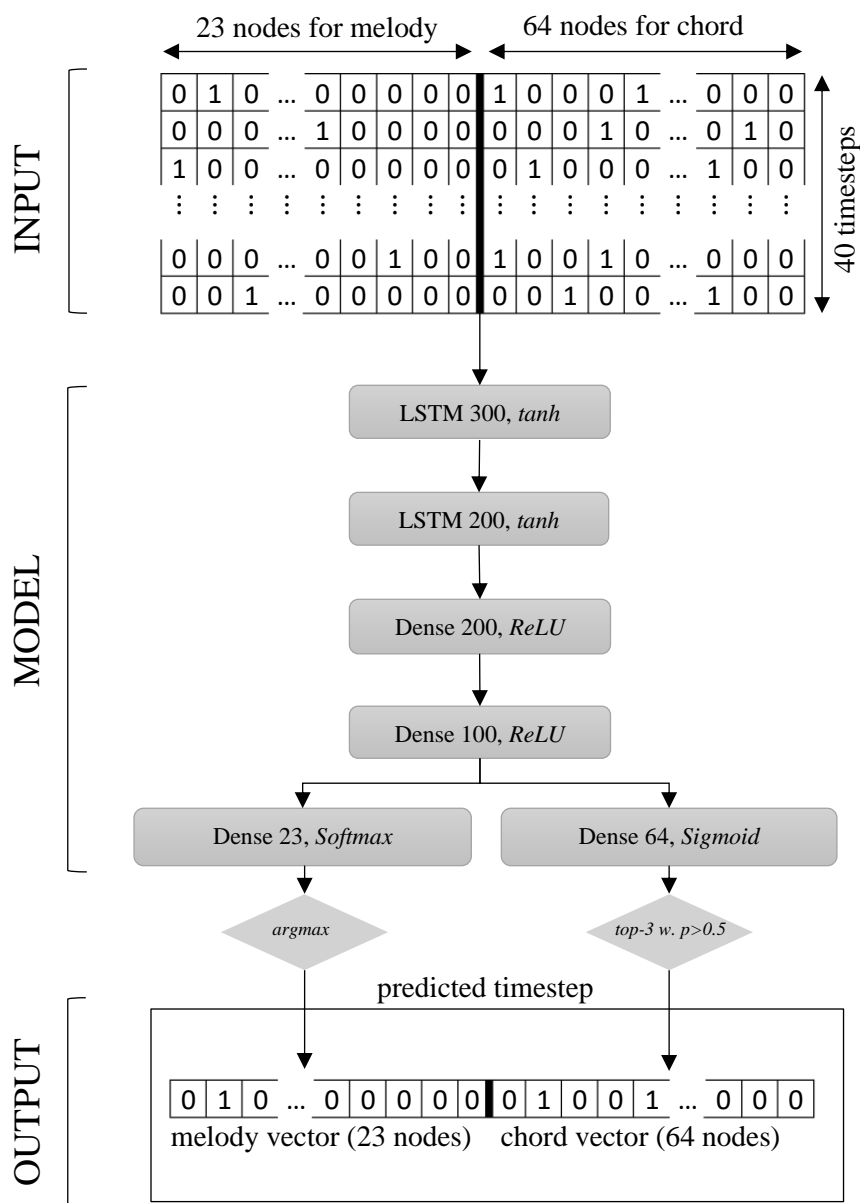 23 nodes for melody 64 nodes for chord
0 1 0 ... 0 0 0 0 0 1 0 0 0 1 ... 0 0 0
0 0 0 ... 1 0 0 0 0 0 0 0 1 0 ... 0 1 0
1 0 0 ... 0 0 0 0 0 0 1 0 0 0 ... 1 0 0
⋮ ⋮ ⋮ ⋮ ⋮ ⋮ ⋮ ⋮ ⋮ ⋮ ⋮ ⋮ ⋮ ⋮ ⋮ ⋮ ⋮ ⋮
0 0 0 ... 0 0 1 0 0 1 0 0 1 0 ... 0 0 0
0 0 1 ... 0 0 0 0 0 0 0 1 0 0 ... 1 0 0
INPUT
40 timesteps
MODEL
LSTM 300, tanh
LSTM 200, tanh
Dense 200, ReLU
Dense 100, ReLU
Dense 23, Softmax
Dense 64, Sigmoid
argmax
top-3 w. p>0.5
OUTPUT
predicted timestep
0 1 0 ... 0 0 0 0 0 0 1 0 0 1 ... 0 0 0
melody vector (23 nodes) chord vector (64 nodes)